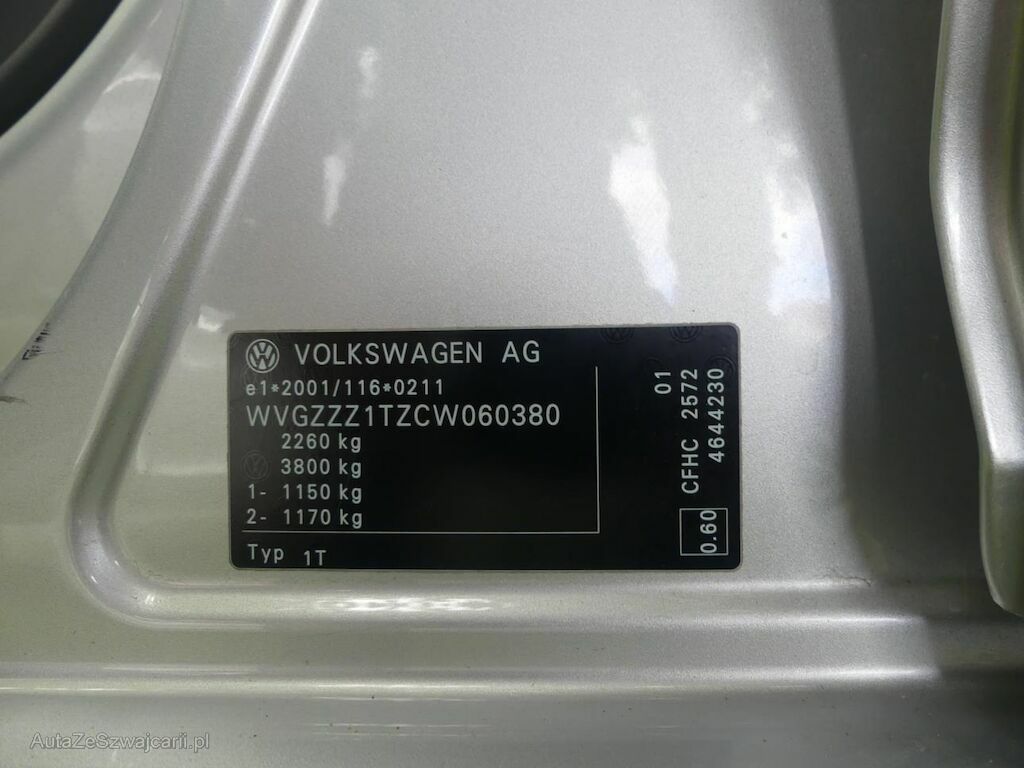 VOLKSWAGEN AG
e1*2001/116*0211
WVGZZZ1TZCW060380
2260 kg
3800 kg
1- 1150 kg
2- 1170 kg
Typ 1T
01
CFHC 2572
4644230
0.60
AutaZeSzwajcarii.pl